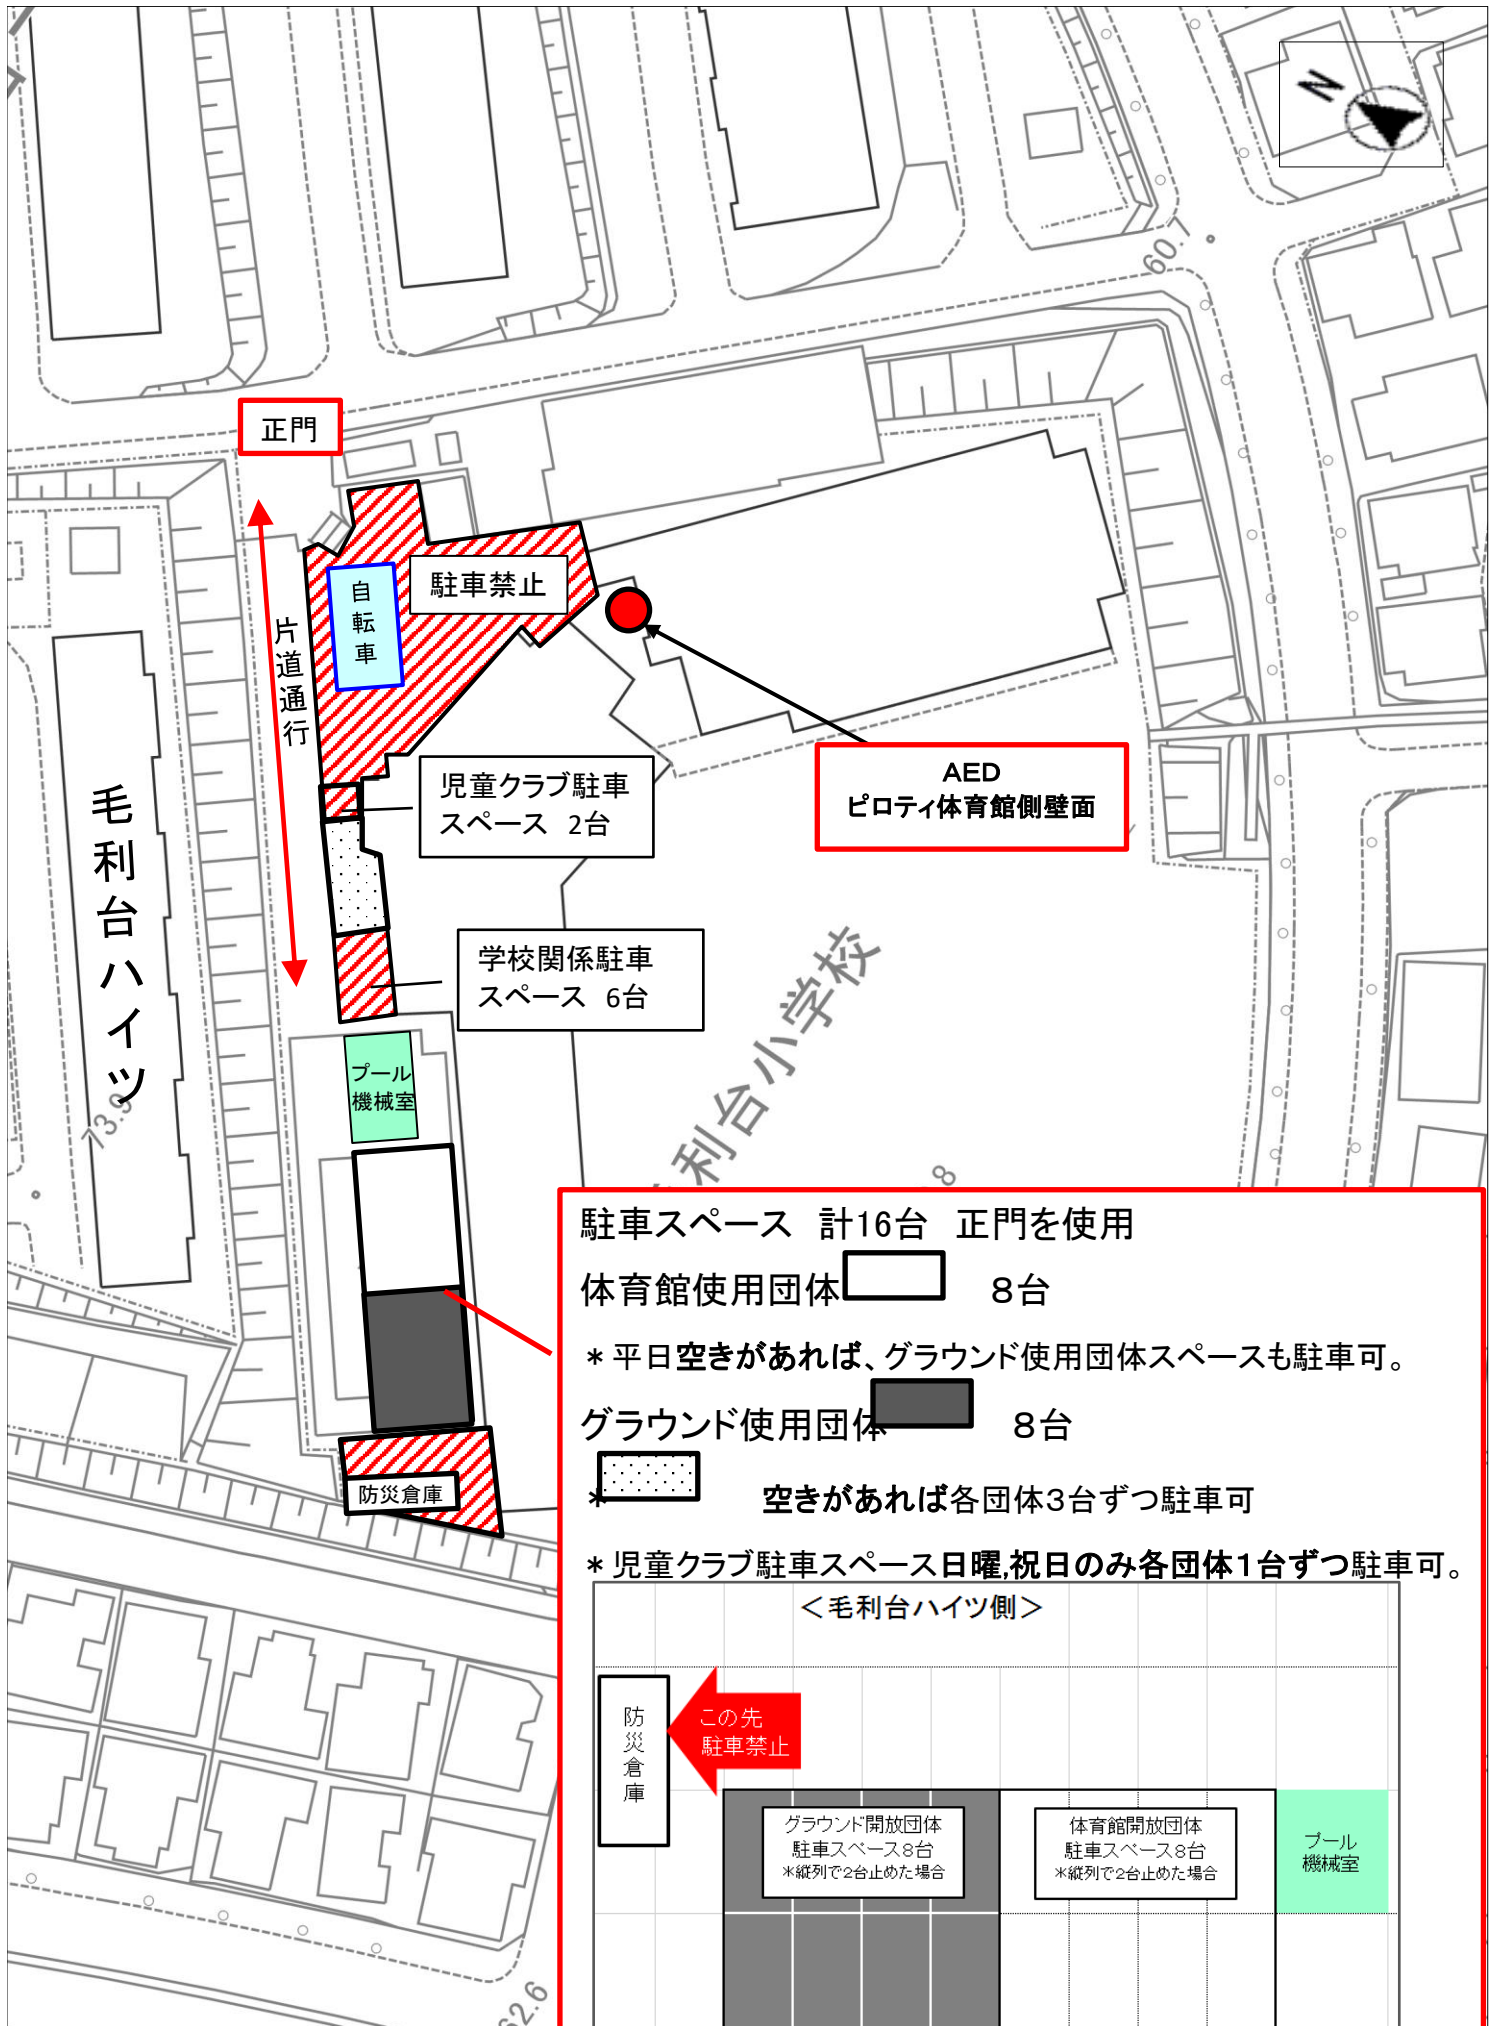 N
60.7
正門
駐車禁止
自転車
片道通行
児童クラブ駐車
スペース 2台
AED
ピロティ体育館側壁面
毛利台ハイツ
学校関係駐車
スペース 6台
利台小学校
プール
機械室
73.9
8
駐車スペース 計16台 正門を使用
体育館使用団体 8台
*平日空きがあれば、グラウンド使用団体スペースも駐車可。
グラウンド使用団体 8台
* 空きがあれば各団体3台ずつ駐車可
防災倉庫
*児童クラブ駐車スペース日曜,祝日のみ各団体1台ずつ駐車可。
<毛利台ハイツ側>
防災倉庫
この先
駐車禁止
グラウンド開放団体
駐車スペース8台
*縦列で2台止めた場合
体育館開放団体
駐車スペース8台
*縦列で2台止めた場合
プール
機械室
62.6